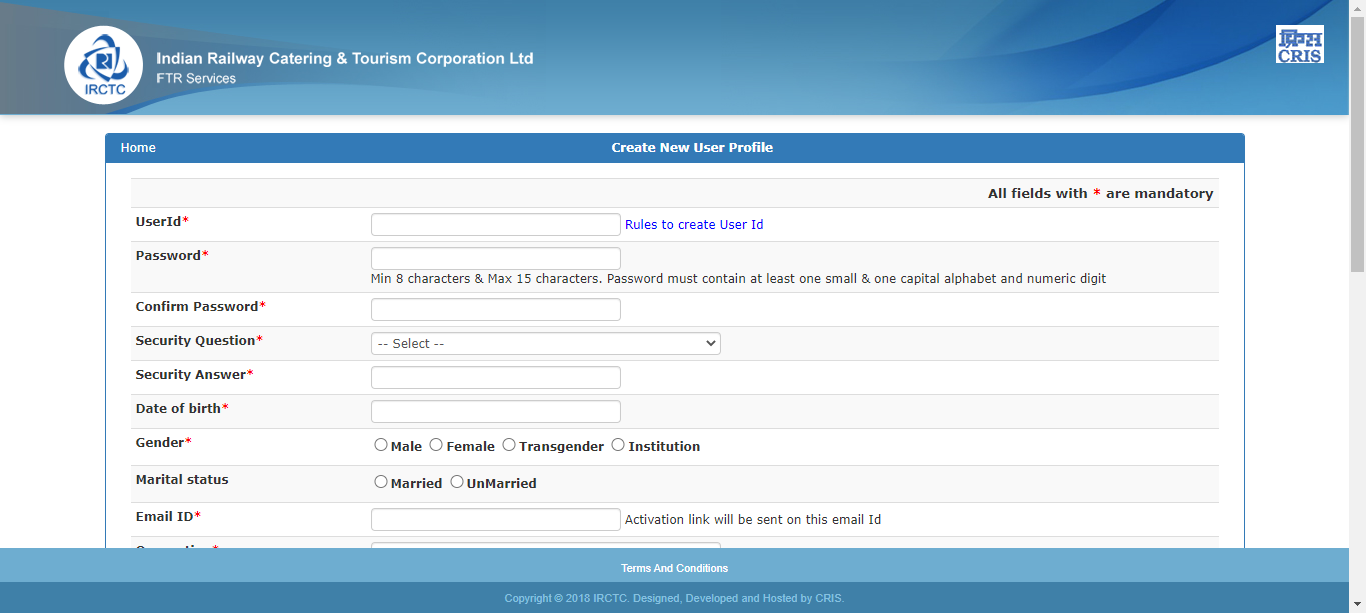 Indian Railway Catering & Tourism Corporation Ltd
FTR Services
IRCTC
क्रिस
CRIS
Home
Create New User Profile
All fields with * are mandatory
UserId*
Rules to create User Id
Password*
Min 8 characters & Max 15 characters. Password must contain at least one small & one capital alphabet and numeric digit
Confirm Password*
Security Question*
-- Select --
Security Answer*
Date of birth*
Gender*
Male Female Transgender Institution
Marital status
Married UnMarried
Email ID*
Activation link will be sent on this email Id
Terms And Conditions
Copyright © 2018 IRCTC. Designed, Developed and Hosted by CRIS.